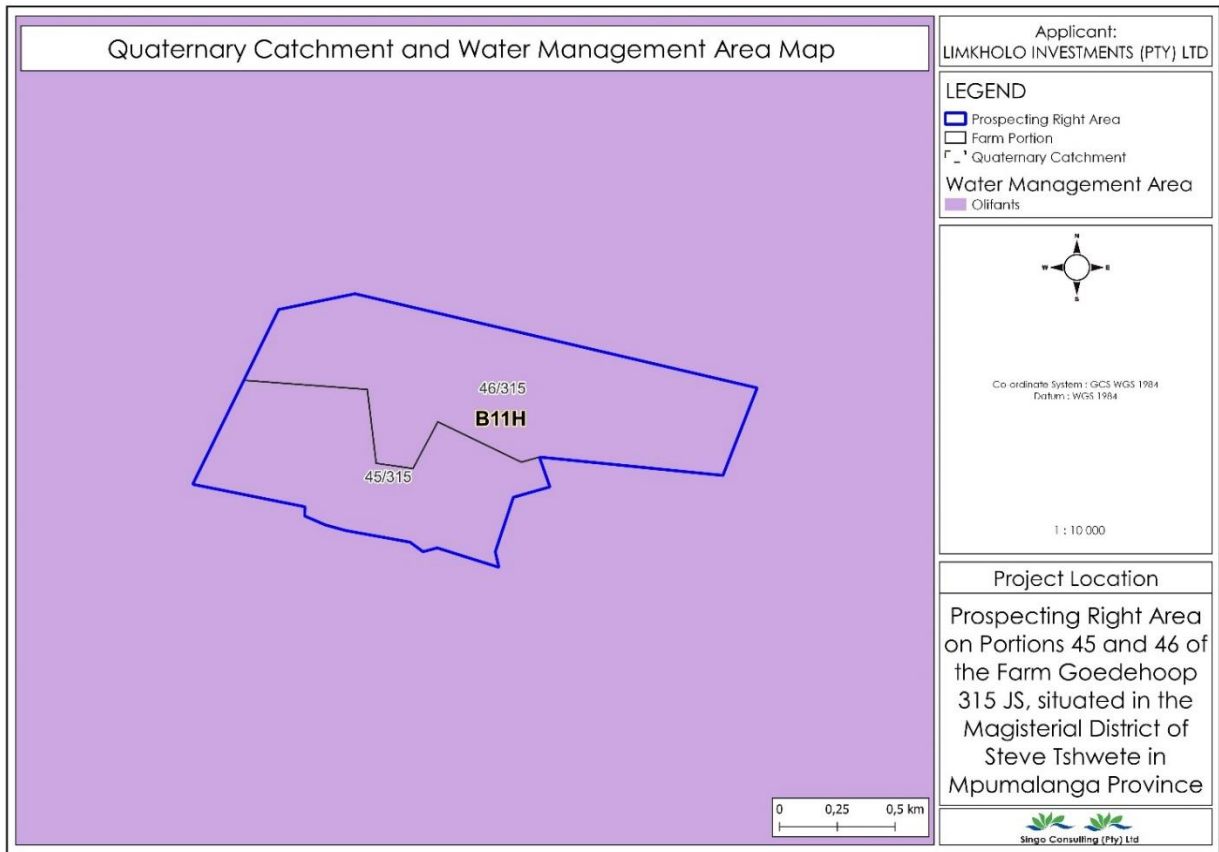 Quaternary Catchment and Water Management Area Map
46/315
B11H
45/315
0 0,25 0,5 km
Applicant:
LIMKHOLO INVESTMENTS (PTY) LTD
LEGEND
Prospecting Right Area
Farm Portion
Quaternary Catchment
Water Management Area
Olifants
N
W E
S
Co ordinate System : GCS WGS 1984
Datum : WGS 1984
1 : 10 000
Project Location
Prospecting Right Area
on Portions 45 and 46 of
the Farm Goedehoop
315 JS, situated in the
Magisterial District of
Steve Tshwete in
Mpumalanga Province
Singo Consulting (Pty) Ltd